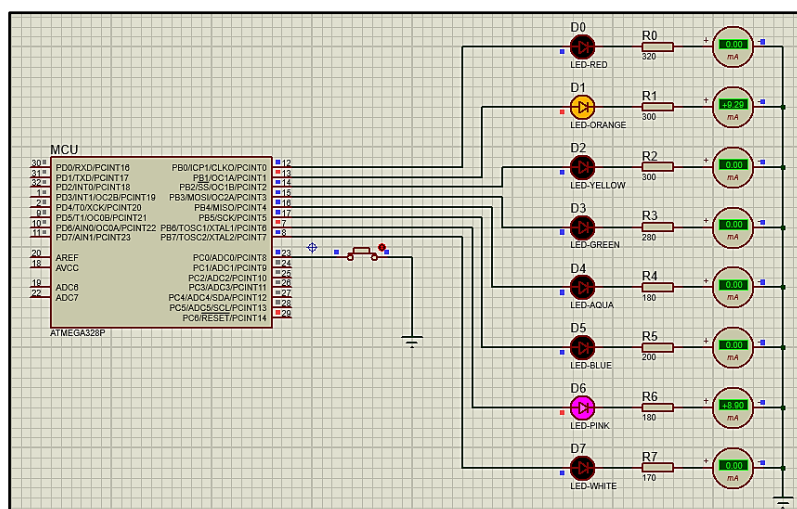 D0
LED-RED
R0
320
0.00
mA
+
D1
LED-ORANGE
R1
300
+9.29
mA
+
D2
LED-YELLOW
R2
300
0.00
mA
+
D3
LED-GREEN
R3
280
0.00
mA
+
D4
LED-AQUA
R4
180
0.00
mA
+
D5
LED-BLUE
R5
200
0.00
mA
+
D6
LED-PINK
R6
180
+8.90
mA
+
D7
LED-WHITE
R7
170
0.00
mA
+
MCU
30 PD0/RXD/PCINT16 PB0/ICP1/CLKO/PCINT0 12
31 PD1/TXD/PCINT17 PB1/OC1A/PCINT1 13
32 PD2/INT0/PCINT18 PB2/SS/OC1B/PCINT2 14
1 PD3/INT1/OC2B/PCINT19 PB3/MOSI/OC2A/PCINT3 15
2 PD4/T0/XCK/PCINT20 PB4/MISO/PCINT4 16
9 PD5/T1/OC0B/PCINT21 PB5/SCK/PCINT5 17
10 PD6/AIN0/OC0A/PCINT22 PB6/TOSC1/XTAL1/PCINT6 7
11 PD7/AIN1/PCINT23 PB7/TOSC2/XTAL2/PCINT7 8
20 AREF PC0/ADC0/PCINT8 23
18 AVCC PC1/ADC1/PCINT9 24
PC2/ADC2/PCINT10 25
19 ADC6 PC3/ADC3/PCINT11 26
22 ADC7 PC4/ADC4/SDA/PCINT12 27
PC5/ADC5/SCL/PCINT13 28
PC6/RESET/PCINT14 29
ATMEGA328P